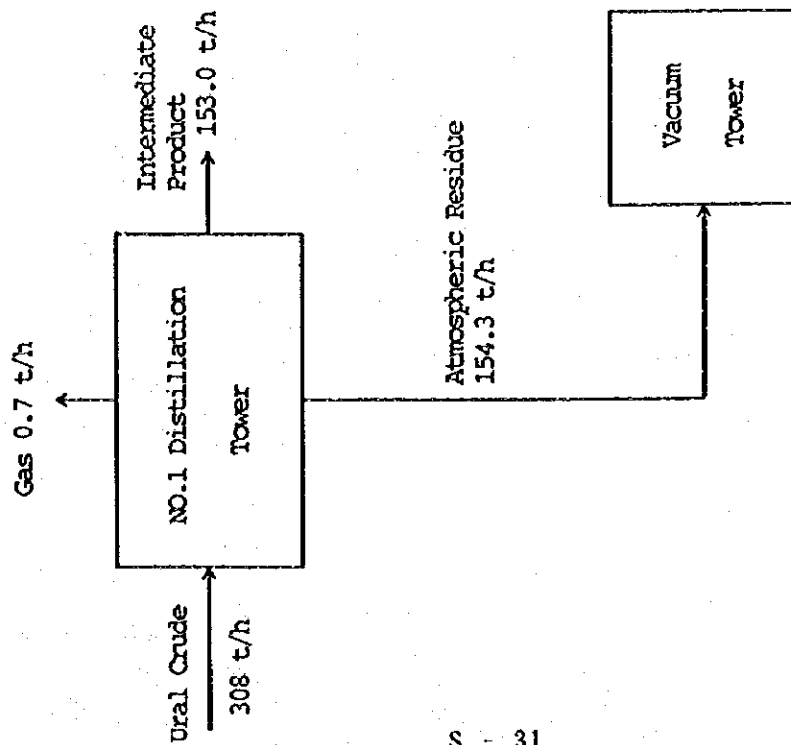 Gas 0.7 t/h
Ural Crude
308 t/h
NO.1 Distillation
Tower
Intermediate
Product
153.0 t/h
Atmospheric Residue
154.3 t/h
Vacuum
Tower
S - 31